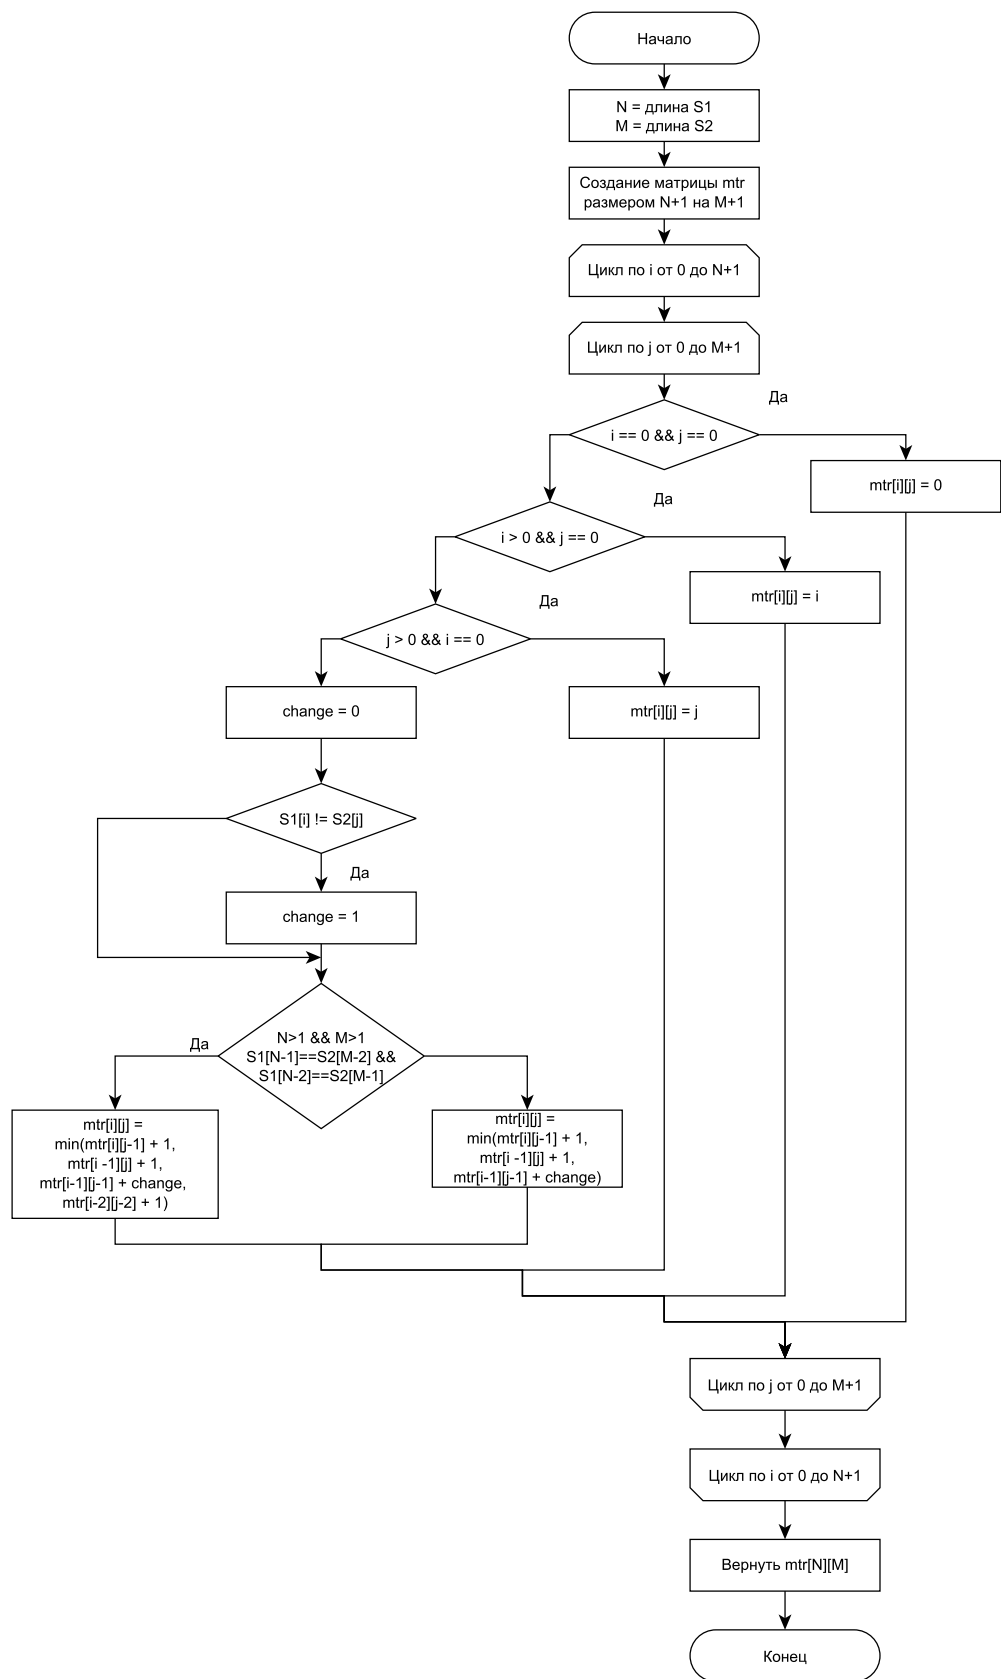 Начало
N = длина S1
M = длина S2
Создание матрицы mtr
размером N+1 на M+1
Цикл по i от 0 до N+1
Цикл по j от 0 до M+1
Да
i == 0 && j == 0
mtr[i][j] = 0
Да
i > 0 && j == 0
mtr[i][j] = i
Да
j > 0 && i == 0
change = 0
mtr[i][j] = j
S1[i] != S2[j]
Да
change = 1
N>1 && M>1
S1[N-1]==S2[M-2] &&
S1[N-2]==S2[M-1]
Да
mtr[i][j] =
min(mtr[i][j-1] + 1,
mtr[i -1][j] + 1,
mtr[i-1][j-1] + change,
mtr[i-2][j-2] + 1)
mtr[i][j] =
min(mtr[i][j-1] + 1,
mtr[i -1][j] + 1,
mtr[i-1][j-1] + change)
Цикл по j от 0 до M+1
Цикл по i от 0 до N+1
Вернуть mtr[N][M]
Конец